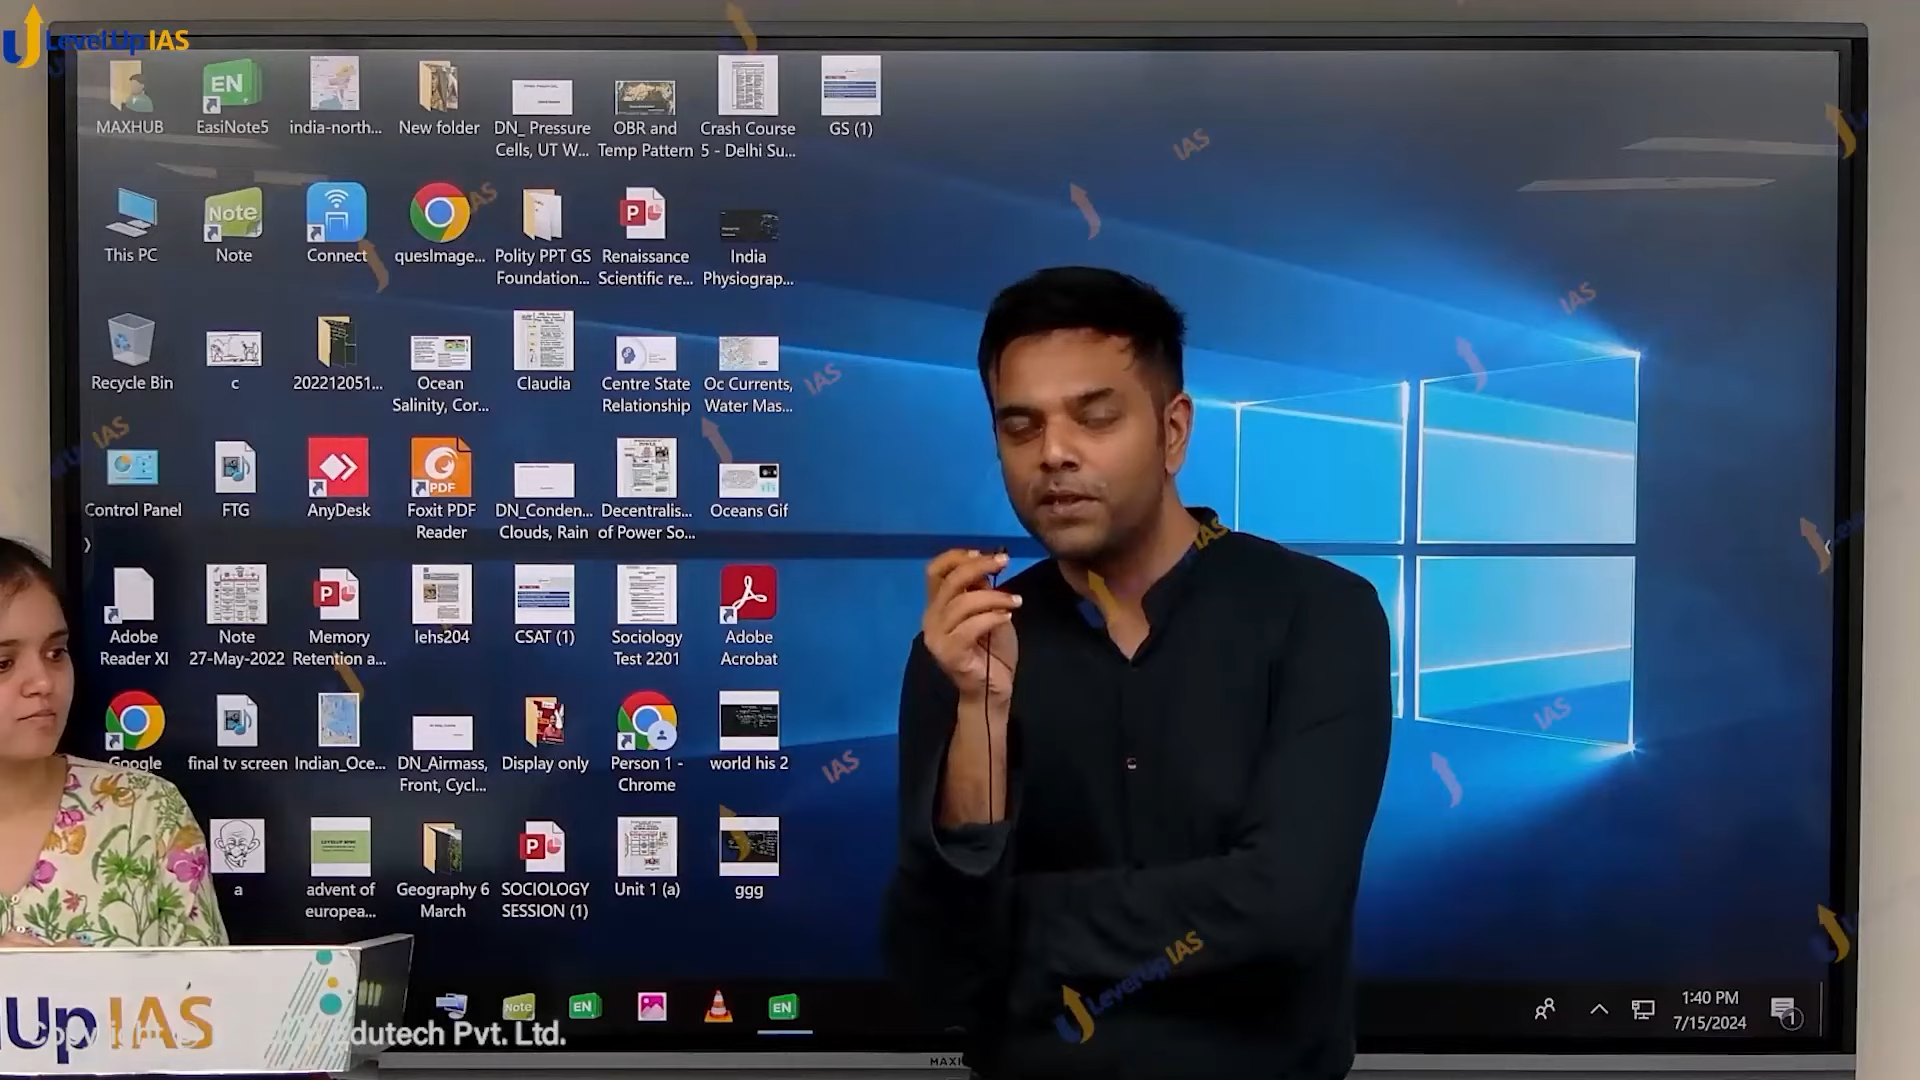 LevelUp IAS
MAXHUB
EasiNote5
india-north...
New folder
DN_ Pressure
Cells, UT W...
OBR and
Temp Pattern
Crash Course
5 - Delhi Su...
GS (1)
This PC
Note
Connect
quesImage...
Polity PPT GS
Foundation...
Renaissance
Scientific re...
India
Physiograp...
Recycle Bin
c
202212051...
Ocean
Salinity, Cor...
Claudia
Centre State
Relationship
Oc Currents,
Water Mas...
Control Panel
FTG
AnyDesk
Foxit PDF
Reader
DN_Conden...
Clouds, Rain
Decentralis...
of Power So...
Oceans Gif
Adobe
Reader XI
Note
27-May-2022
Memory
Retention a...
lehs204
CSAT (1)
Sociology
Test 2201
Adobe
Acrobat
Google
final tv screen
Indian_Oce...
DN_Airmass,
Front, Cycl...
Display only
Person 1 -
Chrome
world his 2
a
advent of
europea...
Geography 6
March
SOCIOLOGY
SESSION (1)
Unit 1 (a)
ggg
1:40 PM
7/15/2024
Up IAS
Edutech Pvt. Ltd.
LevelUp IAS